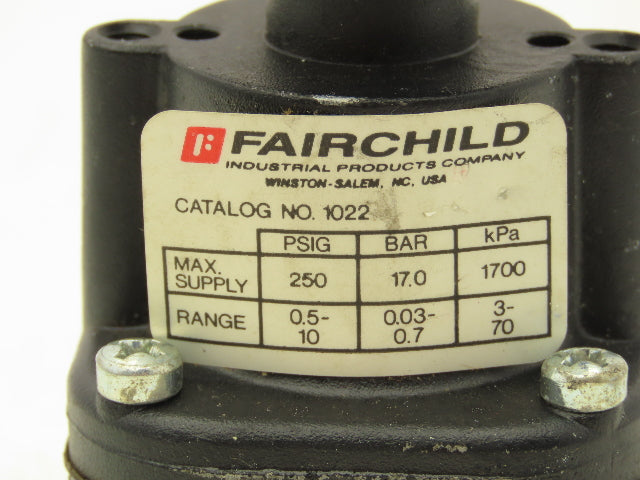 FAIRCHILD
INDUSTRIAL PRODUCTS COMPANY
WINSTON-SALEM, NC, USA
CATALOG NO. 1022
PSIG BAR kPa
MAX. SUPPLY 250 17.0 1700
RANGE 0.5-10 0.03-0.7 3-70